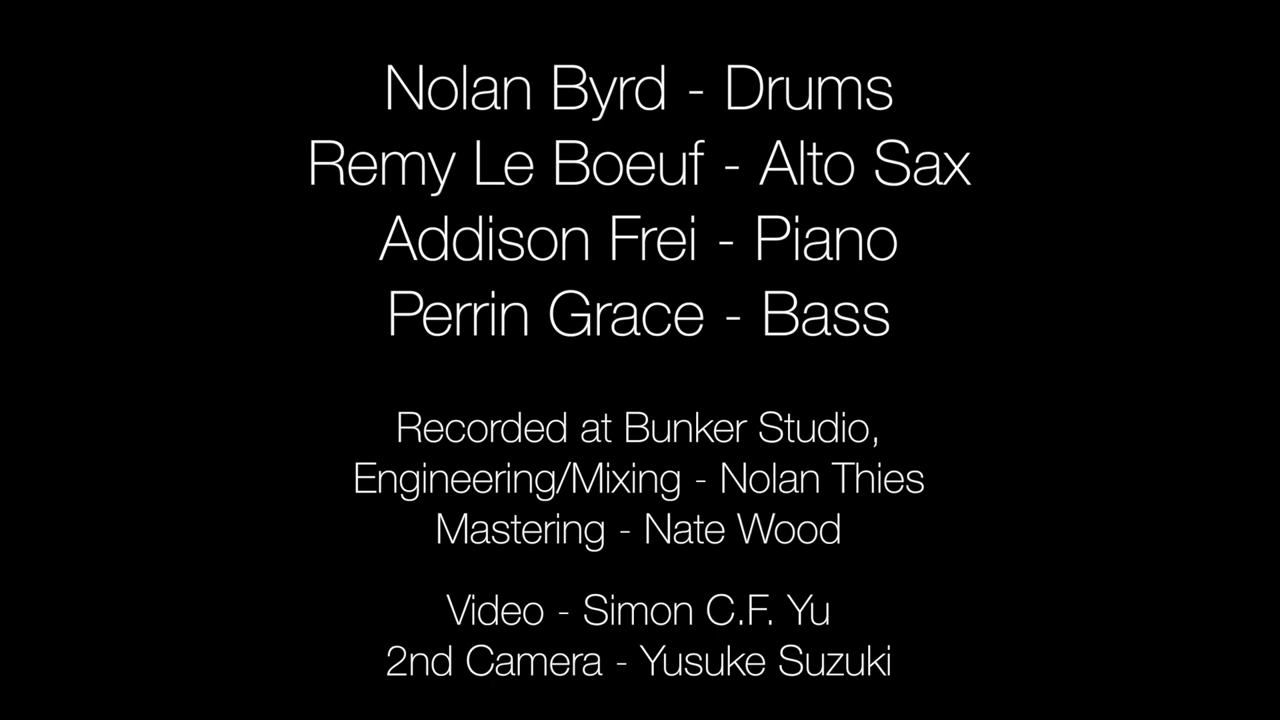 Nolan Byrd - Drums
Remy Le Boeuf - Alto Sax
Addison Frei - Piano
Perrin Grace - Bass
Recorded at Bunker Studio,
Engineering/Mixing - Nolan Thies
Mastering - Nate Wood
Video - Simon C.F. Yu
2nd Camera - Yusuke Suzuki